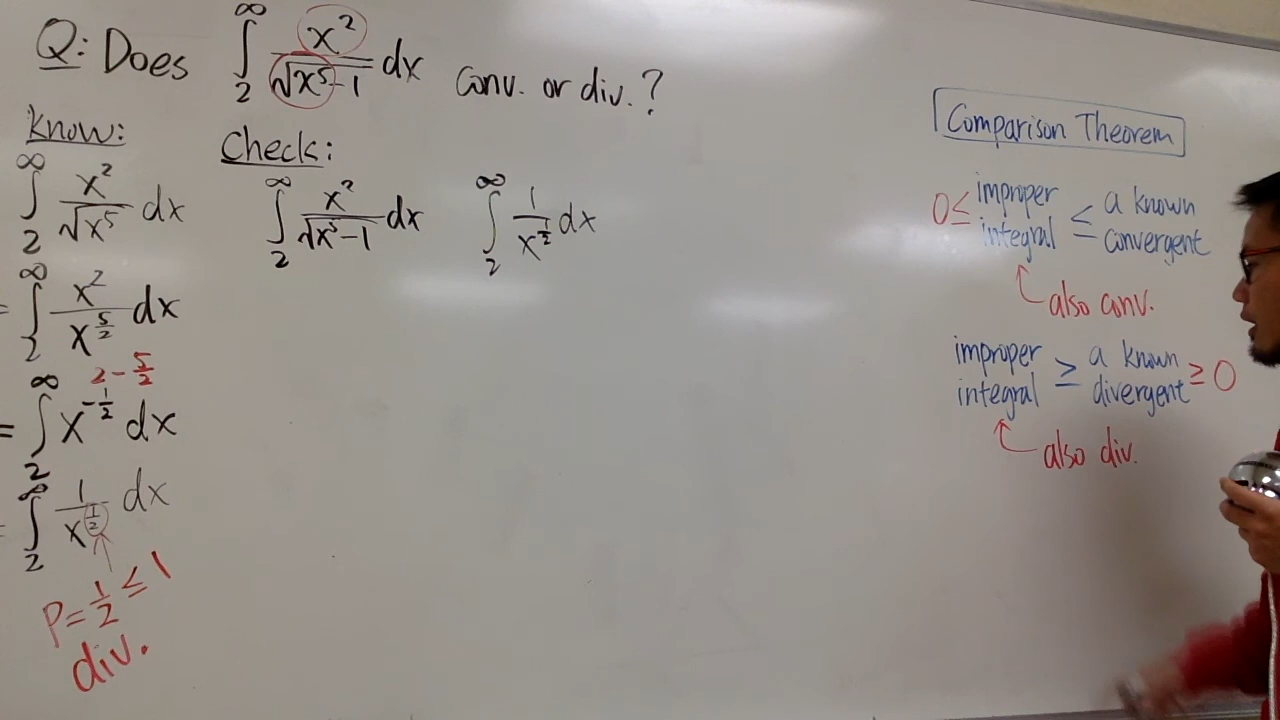 Q: Does ∫₂^∞ x²/√(x⁵-1) dx conv. or div.?
Know:
∫₂^∞ x²/√x⁵ dx
= ∫₂^∞ x²/x^(5/2) dx
2 - 5/2
= ∫₂^∞ x^(-1/2) dx
= ∫₂^∞ 1/x^(1/2) dx
P = 1/2 ≤ 1
div.
Check:
∫₂^∞ x²/√(x⁵-1) dx ∫₂^∞ 1/x^(1/2) dx
Comparison Theorem
0 ≤ improper integral ≤ a known convergent
also conv.
improper integral ≥ a known divergent ≥ 0
also div.